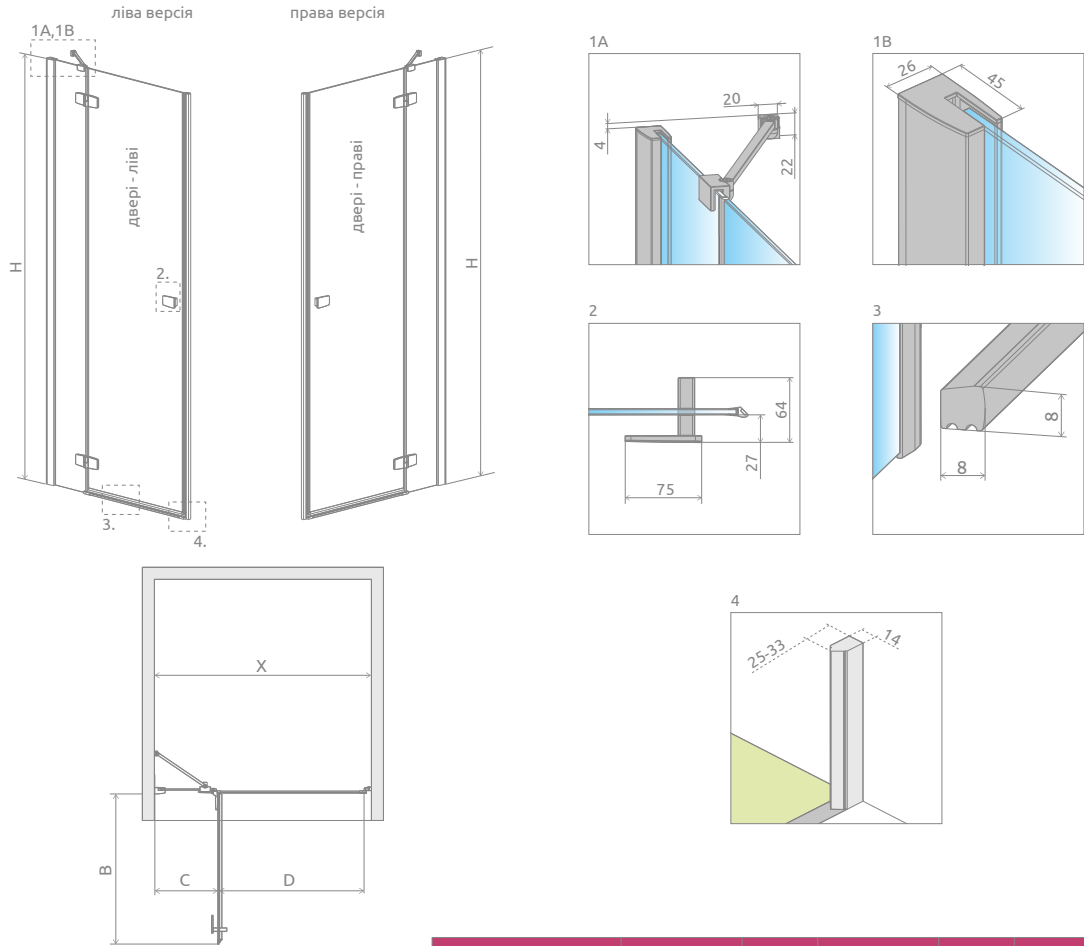 ліва версія
права версія
1A,1B
двері - ліві
двері - праві
H
H
2.
3.
4.
1A
20
4
22
1B
26
45
2
64
27
75
3
8
8
X
B
C
D
4
25-33
14